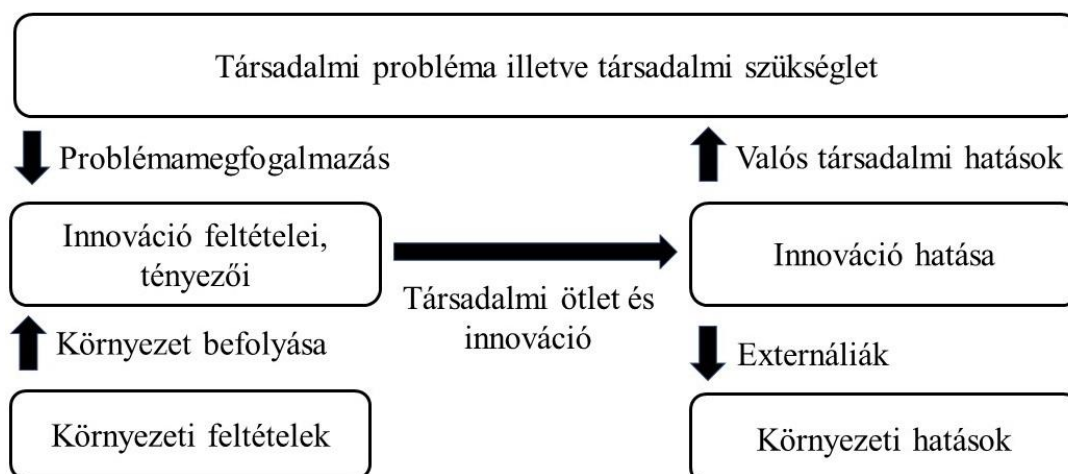 Társadalmi probléma illetve társadalmi szükséglet
Problémamegfogalmazás
Valós társadalmi hatások
Innováció feltételei,
tényezői
Innováció hatása
Társadalmi ötlet és
innováció
Környezet befolyása
Externáliák
Környezeti feltételek
Környezeti hatások